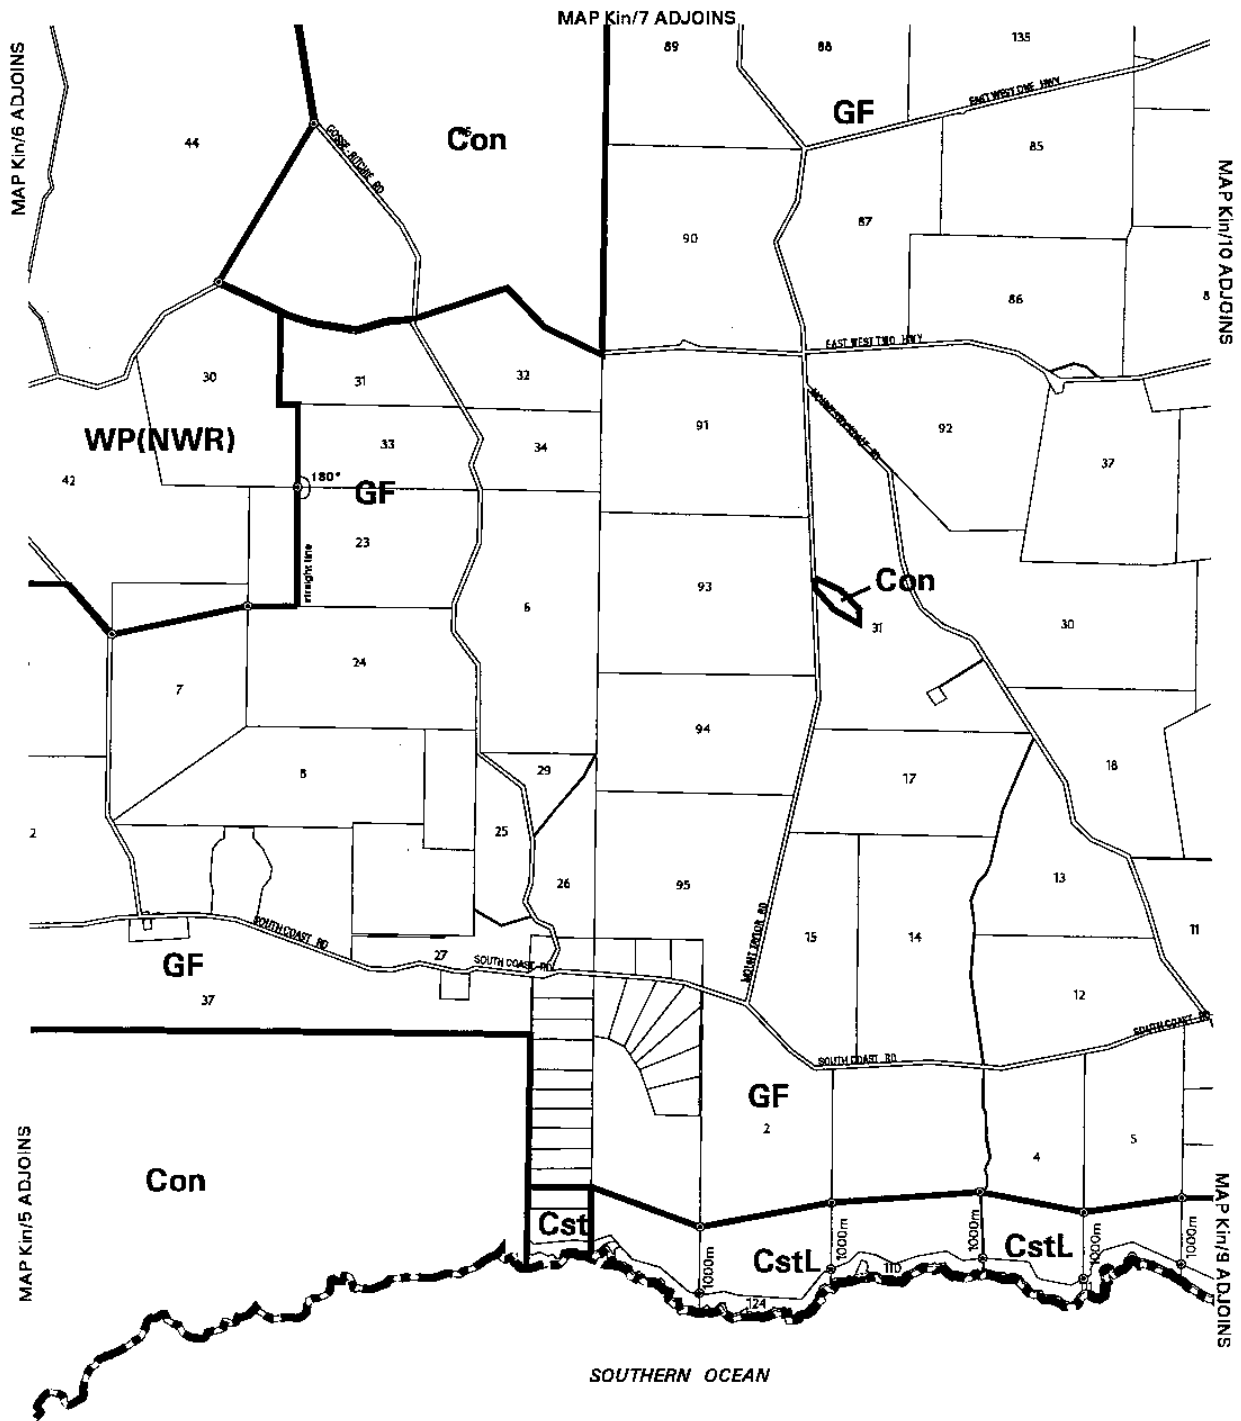 MAP Kin/7 ADJOINS
MAP Kin/6 ADJOINS
MAP Kin/10 ADJOINS
89
88
135
EAST WEST ONE HWY
GF
44
GOSSE-RITCHIE RD
Con
85
87
90
86
8
EAST WEST TWO HWY
30
31
32
WP(NWR)
33
34
91
92
37
42
180°
GF
23
straight line
Con
6
93
31
30
24
7
94
8
29
17
18
2
25
26
95
13
11
SOUTH COAST RD
MOUNT TAYLOR RD
15
14
GF
27
SOUTH COAST RD
37
12
SOUTH COAST RD
SOUTH COAST RD
GF
2
4
5
MAP Kin/5 ADJOINS
Con
MAP Kin/9 ADJOINS
Cst
1000m
CstL
1000m
1000m
CstL
1000m
1000m
110
124
SOUTHERN OCEAN